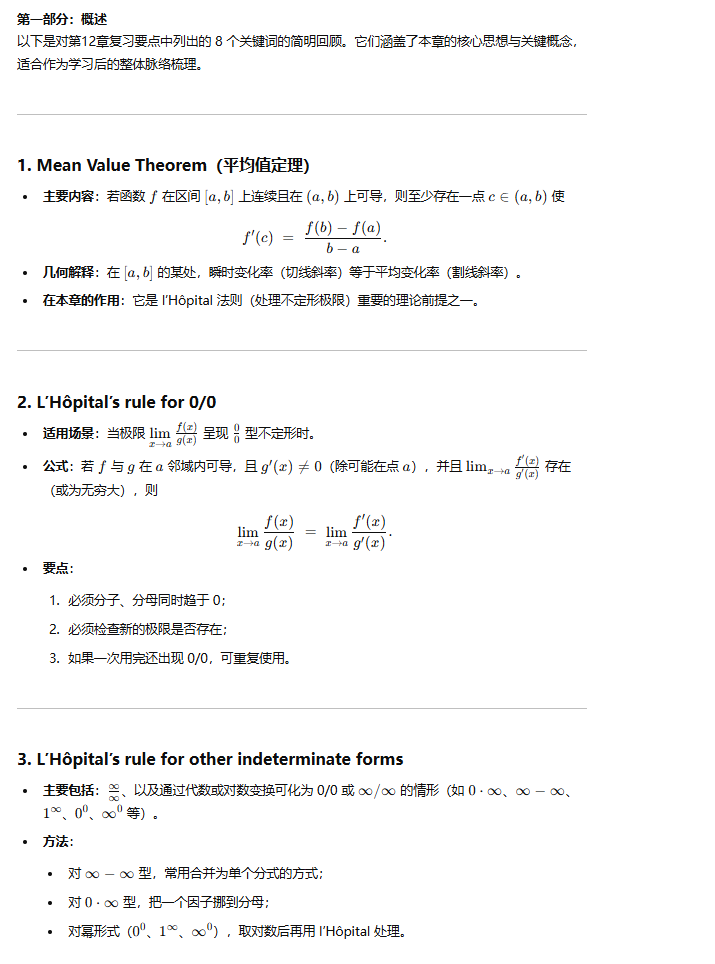 第一部分：概述
以下是对第12章复习要点中列出的 8 个关键词的简明回顾。它们涵盖了本章的核心思想与关键概念，
适合作为学习后的整体脉络梳理。
1. Mean Value Theorem（平均值定理）
• 主要内容：若函数 f 在区间 [a, b] 上连续且在 (a, b) 上可导，则至少存在一点 c ∈ (a, b) 使
f′(c) = \frac{f(b) − f(a)}{b − a}.
• 几何解释：在 [a, b] 的某处，瞬时变化率（切线斜率）等于平均变化率（割线斜率）。
• 在本章的作用：它是 l’Hôpital 法则（处理不定形极限）重要的理论前提之一。
2. L’Hôpital’s rule for 0/0
• 适用场景：当极限 \lim_{x→a} \frac{f(x)}{g(x)} 呈现 \frac{0}{0} 型不定形时。
• 公式：若 f 与 g 在 a 邻域内可导，且 g′(x) ≠ 0（除可能在点 a），并且 \lim_{x→a} \frac{f′(x)}{g′(x)} 存在
（或为无穷大），则
\lim_{x→a} \frac{f(x)}{g(x)} = \lim_{x→a} \frac{f′(x)}{g′(x)}.
• 要点：
1. 必须分子、分母同时趋于 0；
2. 必须检查新的极限是否存在；
3. 如果一次用完还出现 0/0，可重复使用。
3. L’Hôpital’s rule for other indeterminate forms
• 主要包括：\frac{∞}{∞}、以及通过代数或对数变换可化为 0/0 或 ∞/∞ 的情形（如 0 · ∞、∞ − ∞、
1^∞、0^0、∞^0 等）。
• 方法：
• 对 ∞ − ∞ 型，常用合并为单个分式的方式；
• 对 0 · ∞ 型，把一个因子挪到分母；
• 对幂形式（0^0、1^∞、∞^0），取对数后再用 l’Hôpital 处理。